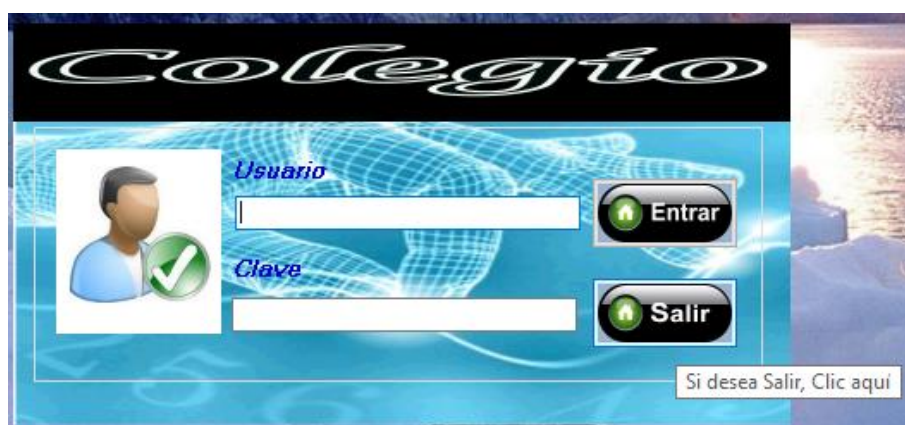 Colegio
Usuario
Entrar
Clave
Salir
Si desea Salir, Clic aquí